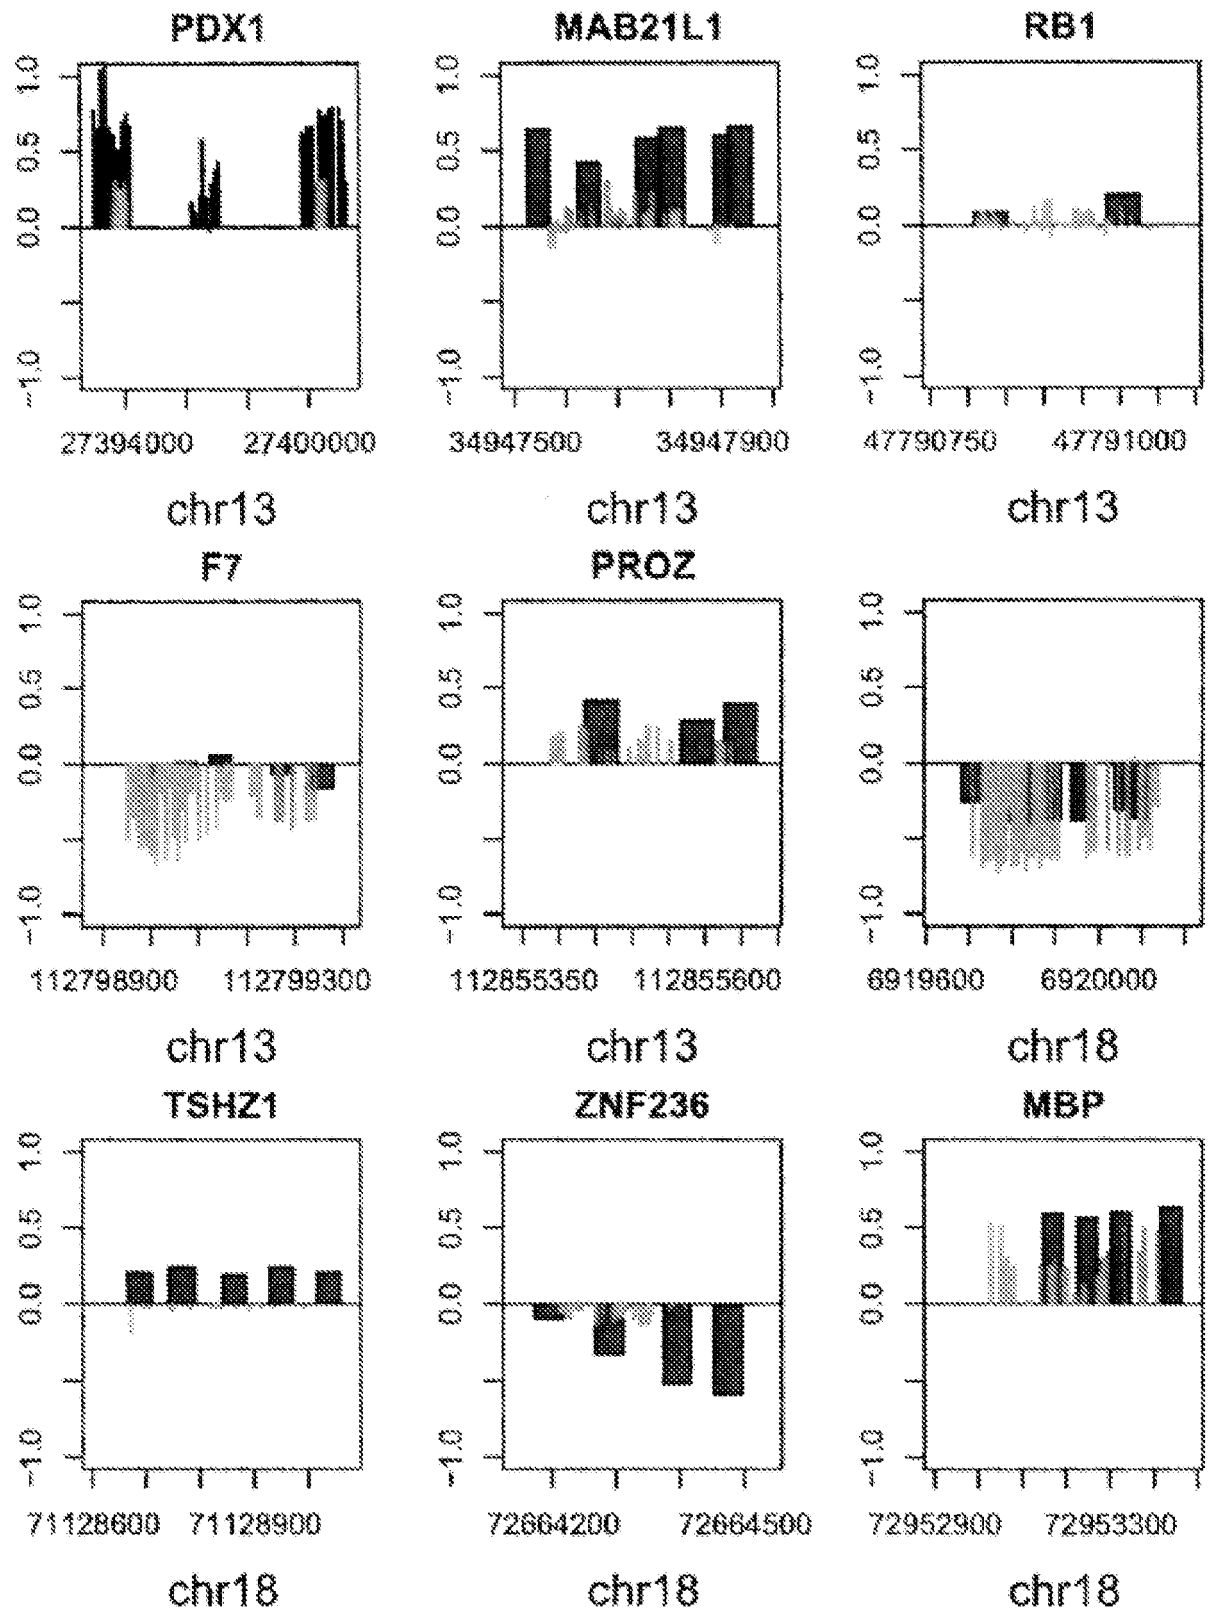 PDX1 MAB21L1 RB1
1.0 1.0 1.0
0.5 0.5 0.5
0.0 0.0 0.0
−1.0 −1.0 −1.0
27394000 27400000 34947500 34947900 47790750 47791000
chr13 chr13 chr13
F7 PROZ
1.0 1.0 1.0
0.5 0.5 0.5
0.0 0.0 0.0
−1.0 −1.0 −1.0
112798900 112799300 112855350 112855600 6919600 6920000
chr13 chr13 chr18
TSHZ1 ZNF236 MBP
1.0 1.0 1.0
0.5 0.5 0.5
0.0 0.0 0.0
−1.0 −1.0 −1.0
71128600 71128900 72664200 72664500 72952900 72953300
chr18 chr18 chr18